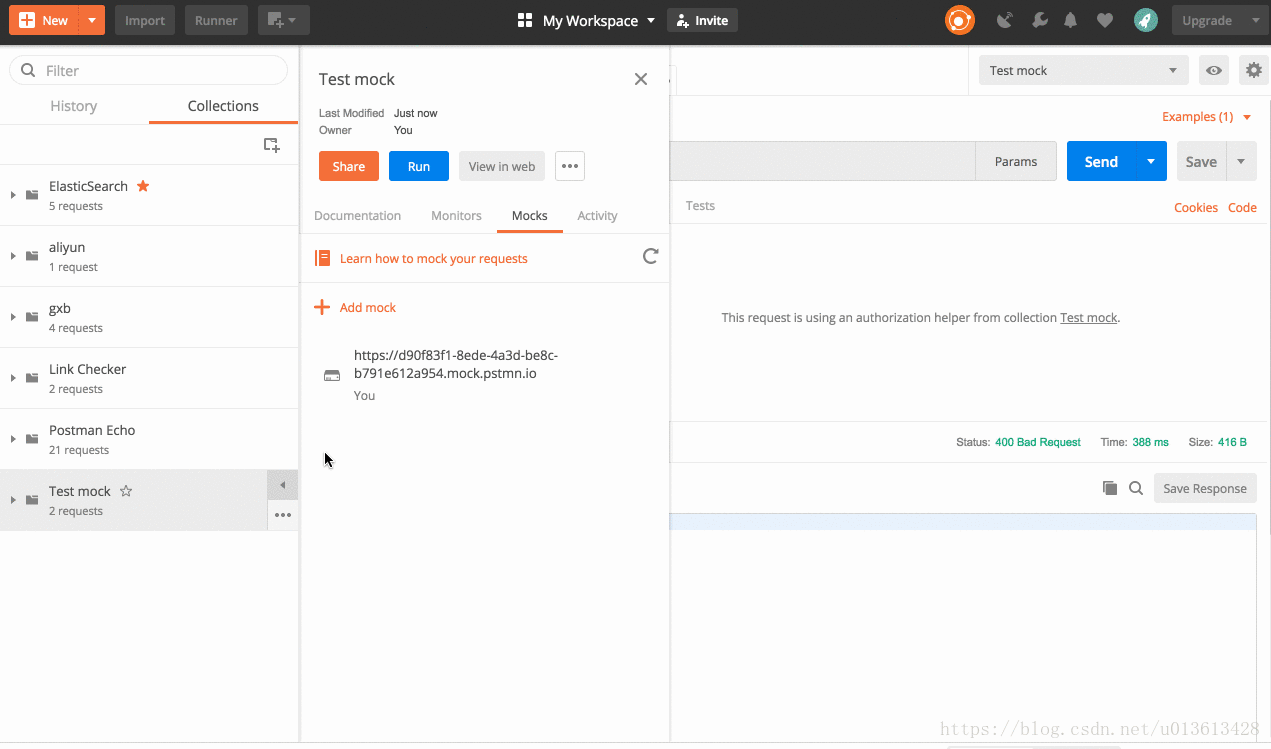 New
Import
Runner
My Workspace
Invite
Upgrade
Filter
History
Collections
ElasticSearch
5 requests
aliyun
1 request
gxb
4 requests
Link Checker
2 requests
Postman Echo
21 requests
Test mock
2 requests
Test mock
Last Modified Just now
Owner You
Share
Run
View in web
Documentation
Monitors
Mocks
Activity
Learn how to mock your requests
Add mock
https://d90f83f1-8ede-4a3d-be8c-
b791e612a954.mock.pstmn.io
You
Test mock
Examples (1)
Params
Send
Save
Tests
Cookies
Code
This request is using an authorization helper from collection Test mock.
Status: 400 Bad Request Time: 388 ms Size: 416 B
Save Response
https://blog.csdn.net/u013613428